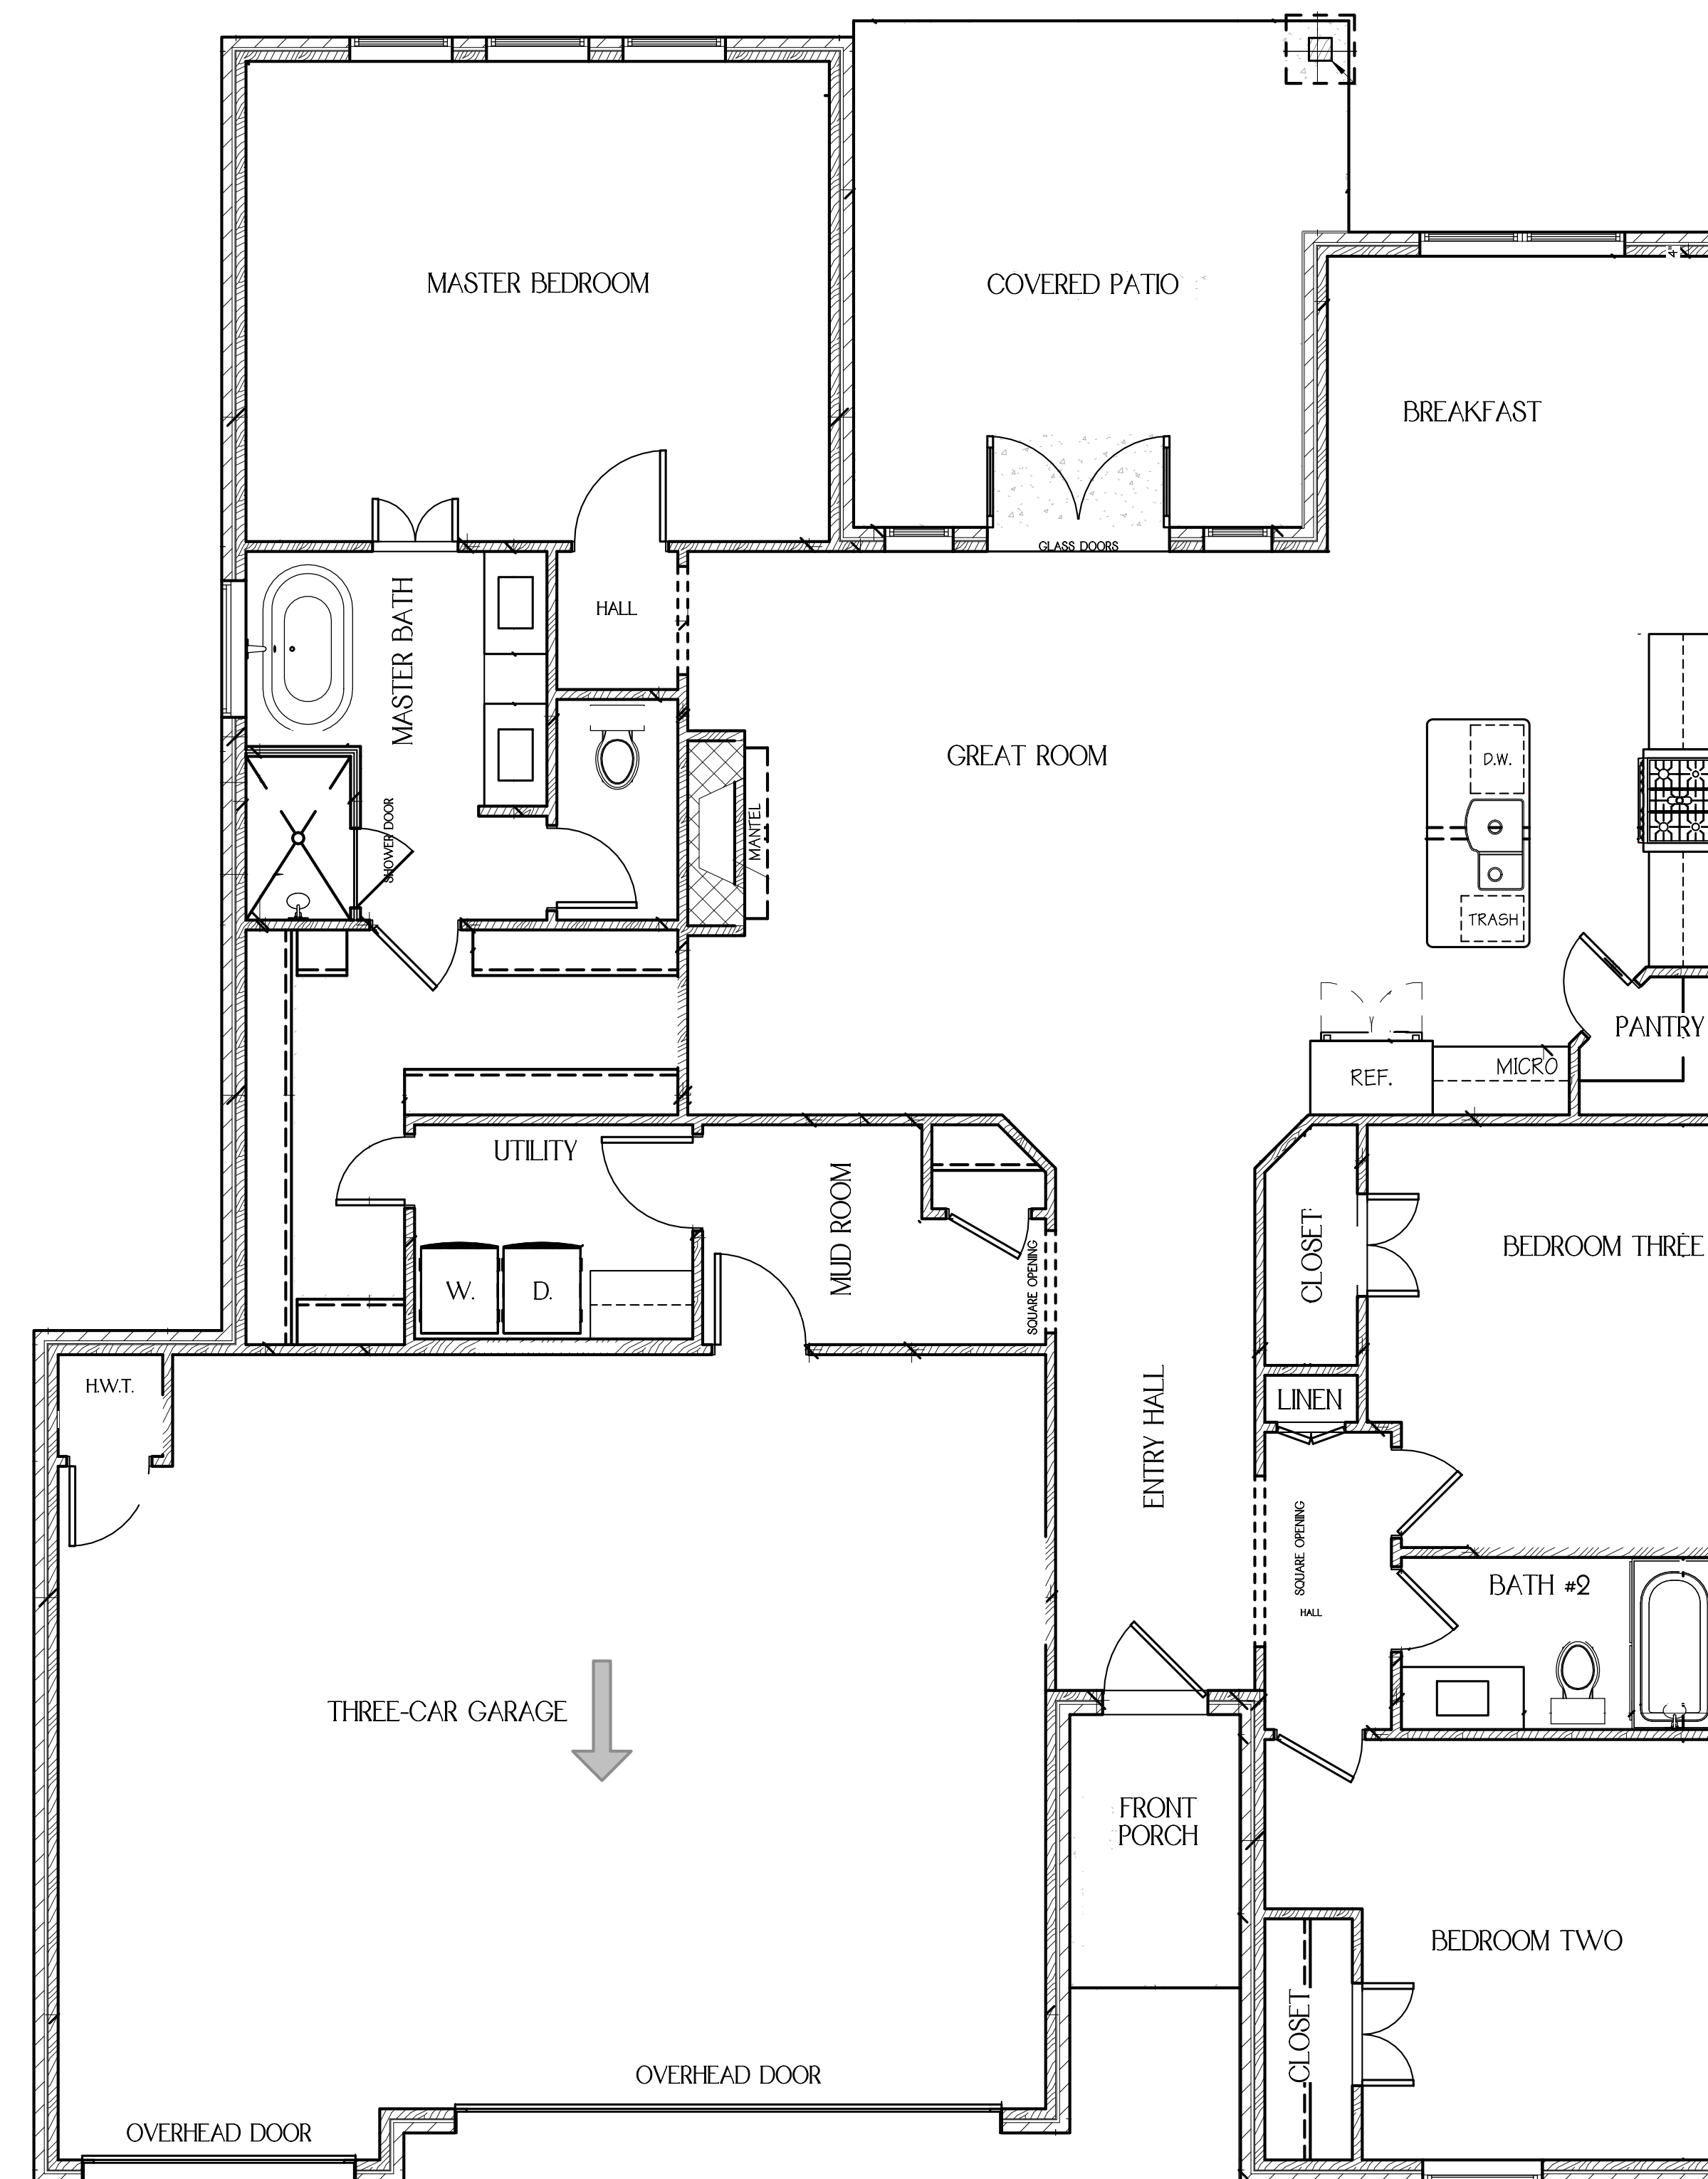 MASTER BEDROOM
COVERED PATIO
4"
BREAKFAST
GLASS DOORS
MASTER BATH
HALL
GREAT ROOM
D.W.
SHOWER DOOR
MANTEL
TRASH
PANTRY
MICRO
REF.
UTILITY
MUD ROOM
SQUARE OPENING
W.
D.
CLOSET
BEDROOM THREE
H.W.T.
LINEN
ENTRY HALL
SQUARE OPENING
HALL
BATH #2
THREE-CAR GARAGE
FRONT
PORCH
BEDROOM TWO
CLOSET
OVERHEAD DOOR
OVERHEAD DOOR